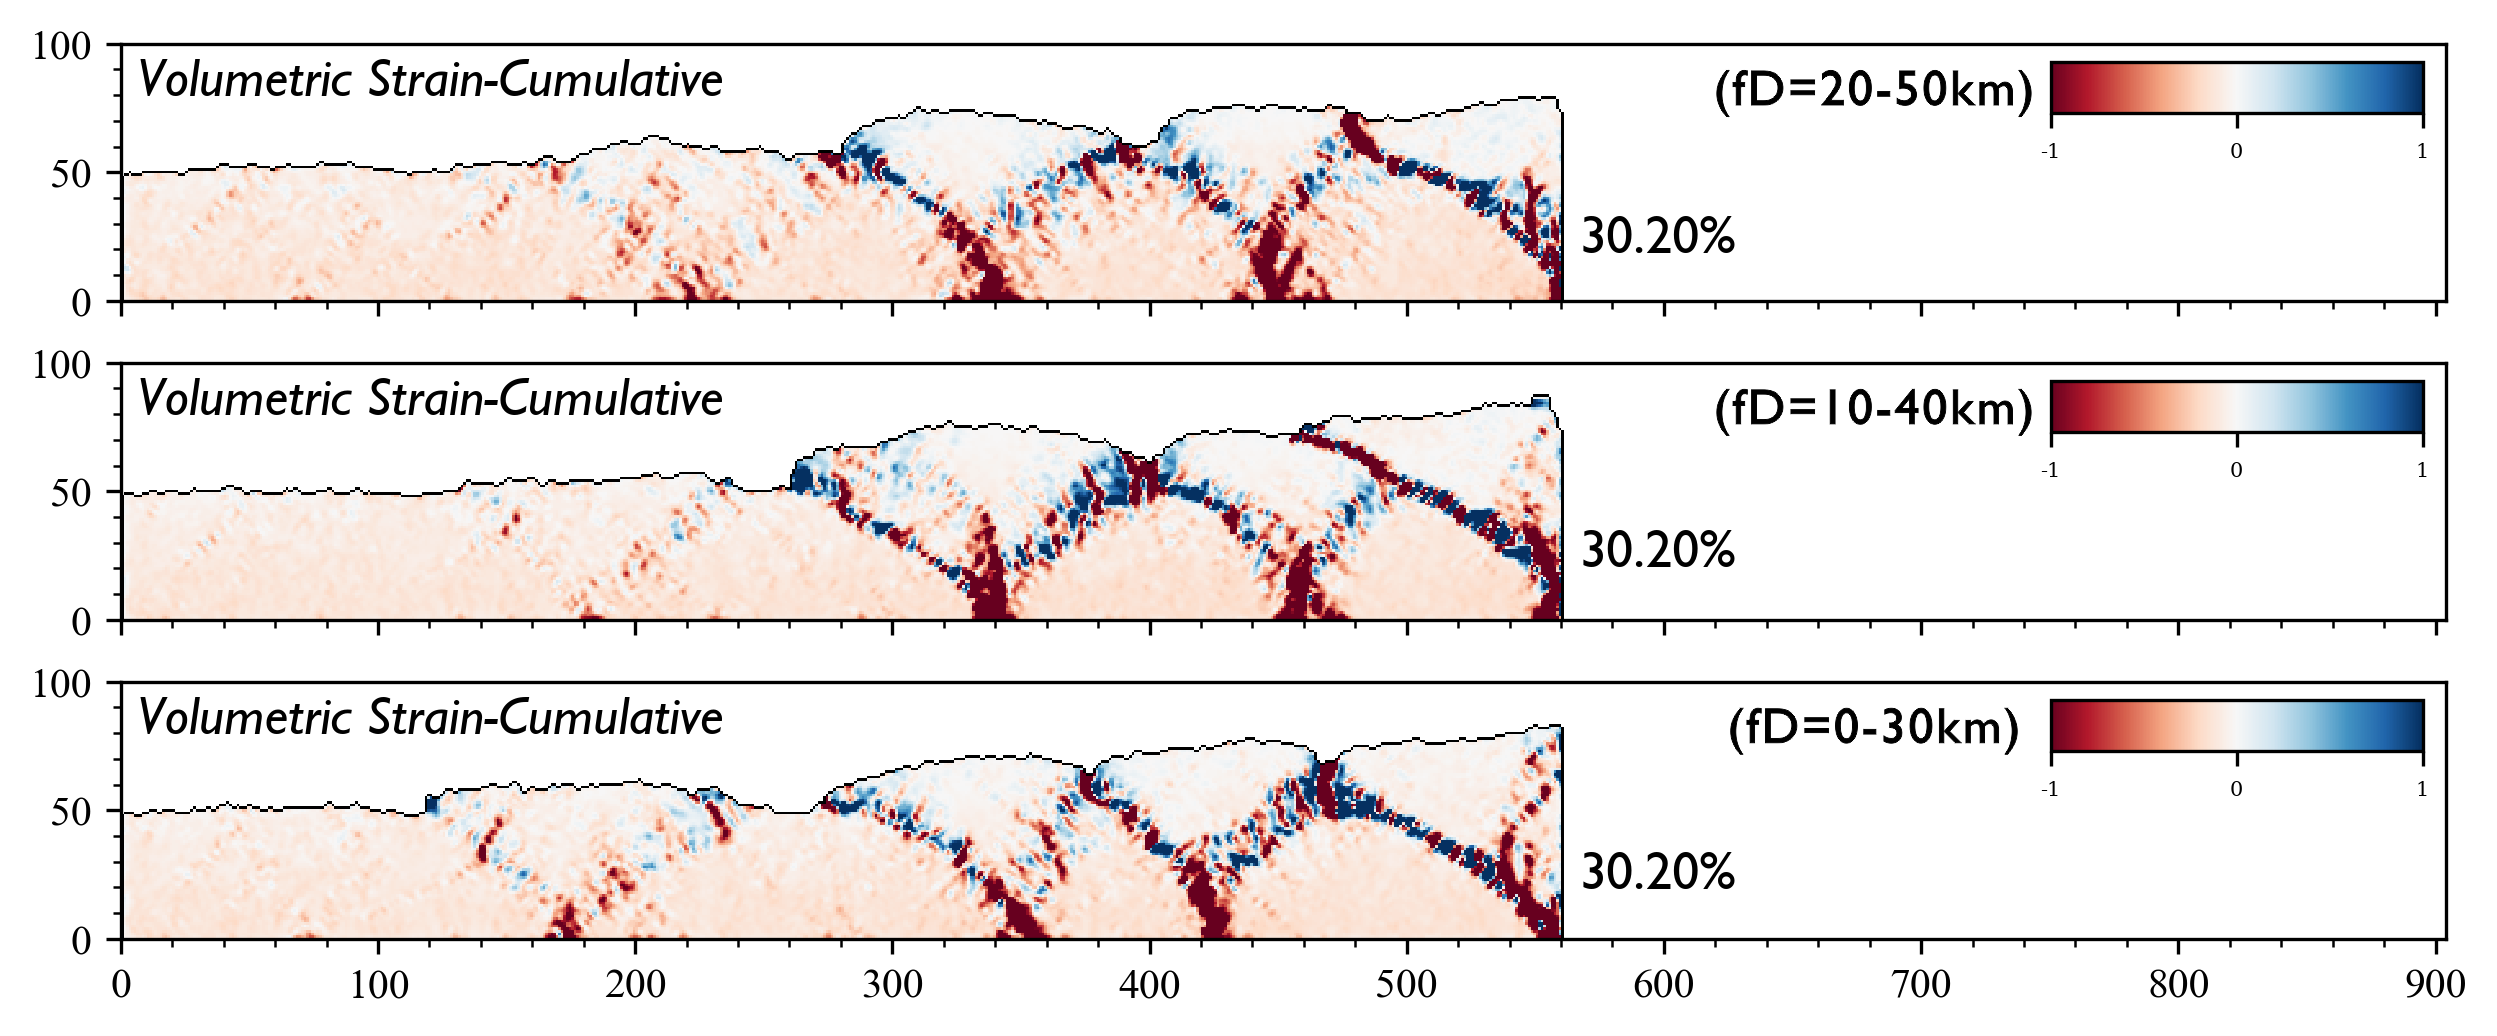 100
50
0
Volumetric Strain-Cumulative
(fD=20-50km)
-1 0 1
30.20%
100
50
0
Volumetric Strain-Cumulative
(fD=10-40km)
-1 0 1
30.20%
100
50
0
Volumetric Strain-Cumulative
(fD=0-30km)
-1 0 1
30.20%
0 100 200 300 400 500 600 700 800 900